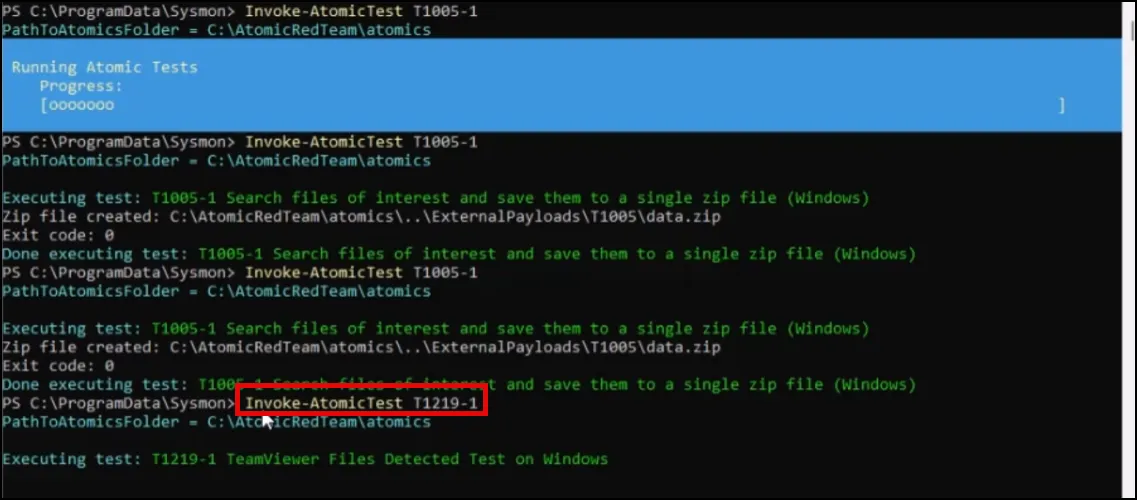 PS C:\ProgramData\Sysmon> Invoke-AtomicTest T1005-1
PathToAtomicsFolder = C:\AtomicRedTeam\atomics
Running Atomic Tests
Progress:
[ooooooo ]
PS C:\ProgramData\Sysmon> Invoke-AtomicTest T1005-1
PathToAtomicsFolder = C:\AtomicRedTeam\atomics
Executing test: T1005-1 Search files of interest and save them to a single zip file (Windows)
Zip file created: C:\AtomicRedTeam\atomics\..\ExternalPayloads\T1005\data.zip
Exit code: 0
Done executing test: T1005-1 Search files of interest and save them to a single zip file (Windows)
PS C:\ProgramData\Sysmon> Invoke-AtomicTest T1005-1
PathToAtomicsFolder = C:\AtomicRedTeam\atomics
Executing test: T1005-1 Search files of interest and save them to a single zip file (Windows)
Zip file created: C:\AtomicRedTeam\atomics\..\ExternalPayloads\T1005\data.zip
Exit code: 0
Done executing test: T1005-1 Search files of interest and save them to a single zip file (Windows)
PS C:\ProgramData\Sysmon> Invoke-AtomicTest T1219-1
PathToAtomicsFolder = C:\AtomicRedTeam\atomics
Executing test: T1219-1 TeamViewer Files Detected Test on Windows